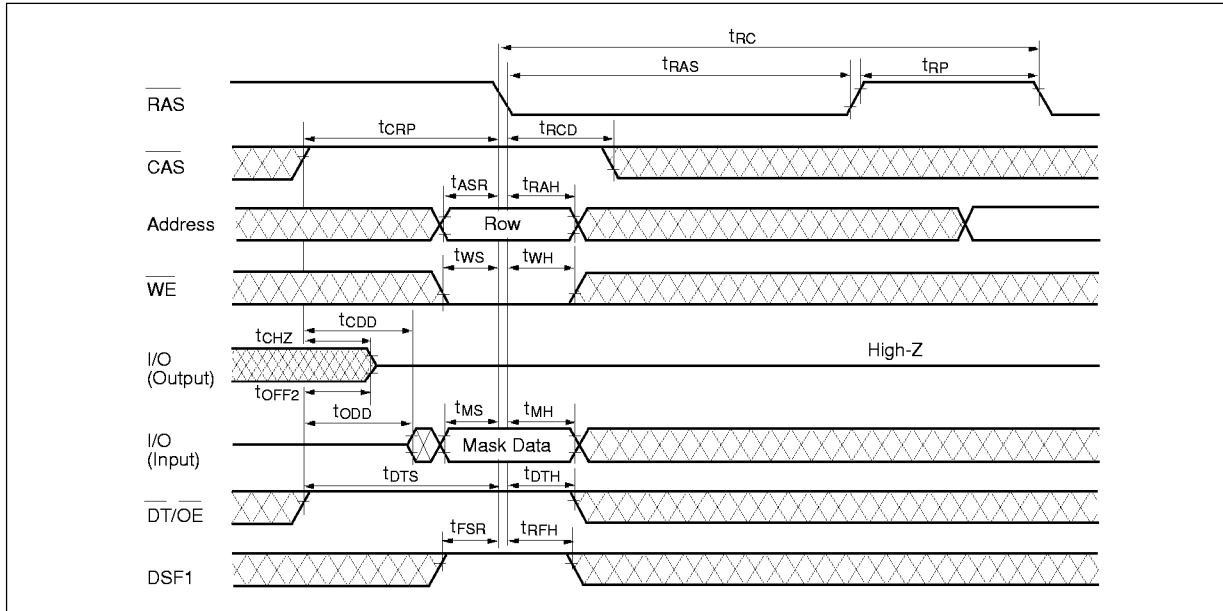 tRC
tRAS
tRP
RAS
tCRP
tRCD
CAS
tASR
tRAH
Address
Row
tWS
tWH
WE
tCDD
tCHZ
I/O
(Output)
High-Z
tOFF2
tODD
tMS
tMH
I/O
(Input)
Mask Data
tDTS
tDTH
DT/OE
tFSR
tRFH
DSF1